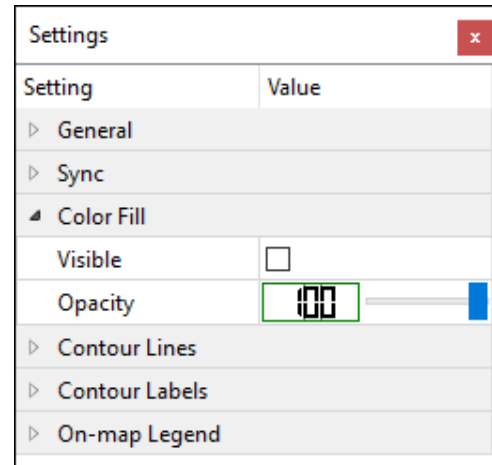 Settings x
Setting Value
General
Sync
Color Fill
Visible
Opacity 100
Contour Lines
Contour Labels
On-map Legend